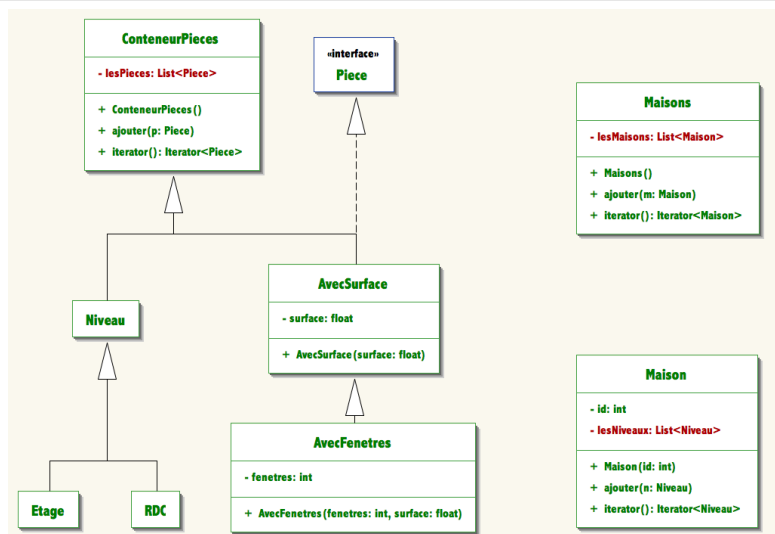 ConteneurPieces
- lesPieces: List<Piece>
+ ConteneurPieces()
+ ajouter(p: Piece)
+ iterator(): Iterator<Piece>
«interface»
Piece
Maisons
- lesMaisons: List<Maison>
+ Maisons()
+ ajouter(m: Maison)
+ iterator(): Iterator<Maison>
Niveau
AvecSurface
- surface: float
+ AvecSurface(surface: float)
Maison
- id: int
- lesNiveaux: List<Niveau>
+ Maison(id: int)
+ ajouter(n: Niveau)
+ iterator(): Iterator<Niveau>
AvecFenetres
- fenetres: int
+ AvecFenetres(fenetres: int, surface: float)
Etage
RDC